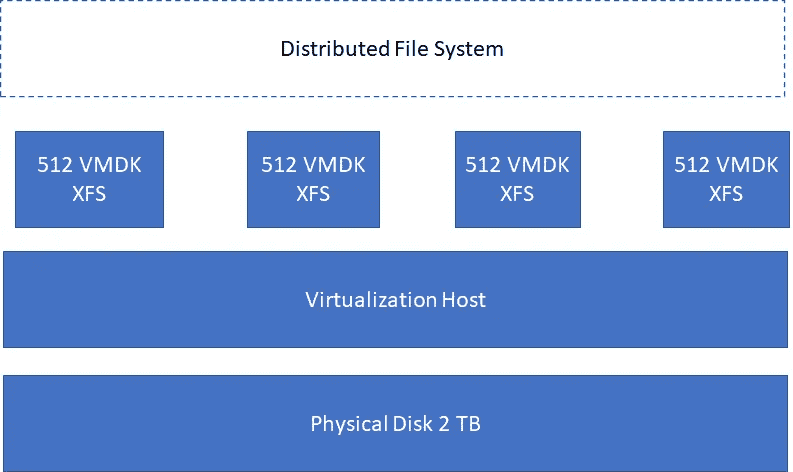 Distributed File System
512 VMDK
XFS
512 VMDK
XFS
512 VMDK
XFS
512 VMDK
XFS
Virtualization Host
Physical Disk 2 TB